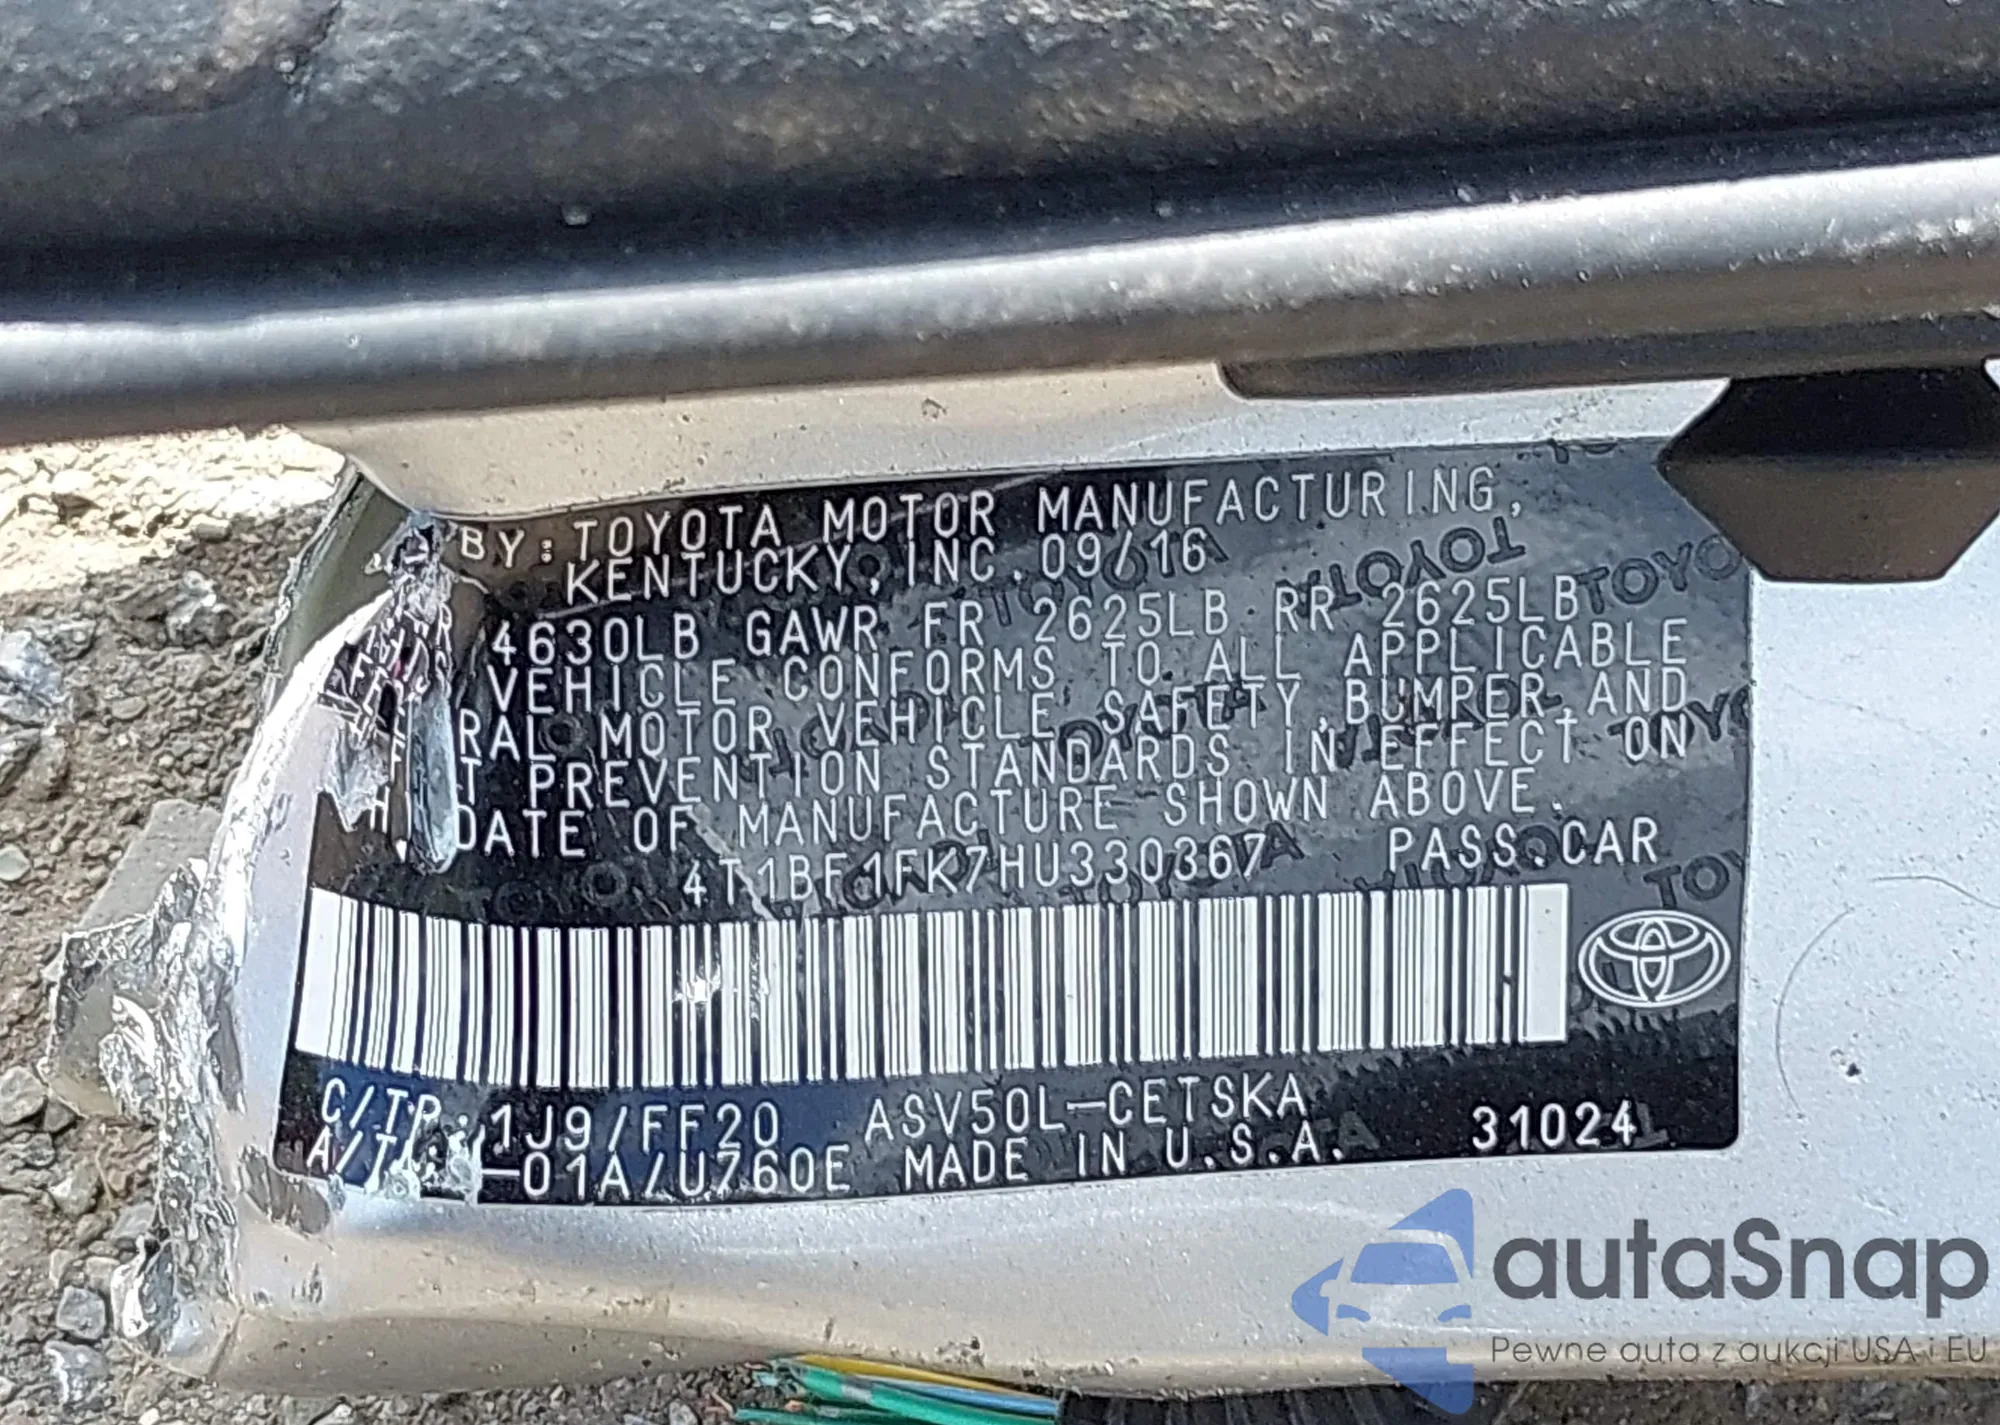 BY: TOYOTA MOTOR MANUFACTURING,
KENTUCKY, INC. 09/16
4630LB GAWR FR 2625LB RR 2625LB
VEHICLE CONFORMS TO ALL APPLICABLE
RAL MOTOR VEHICLE SAFETY, BUMPER, AND
T PREVENTION STANDARDS IN EFFECT ON
DATE OF MANUFACTURE SHOWN ABOVE.
4T1BF1FK7HU330367 PASS. CAR
C/TR: 1J9/FF20 ASV50L-CETSKA
-01A/U760E MADE IN U.S.A. 31024
autaSnap
Pewne auta z aukcji USA i EU